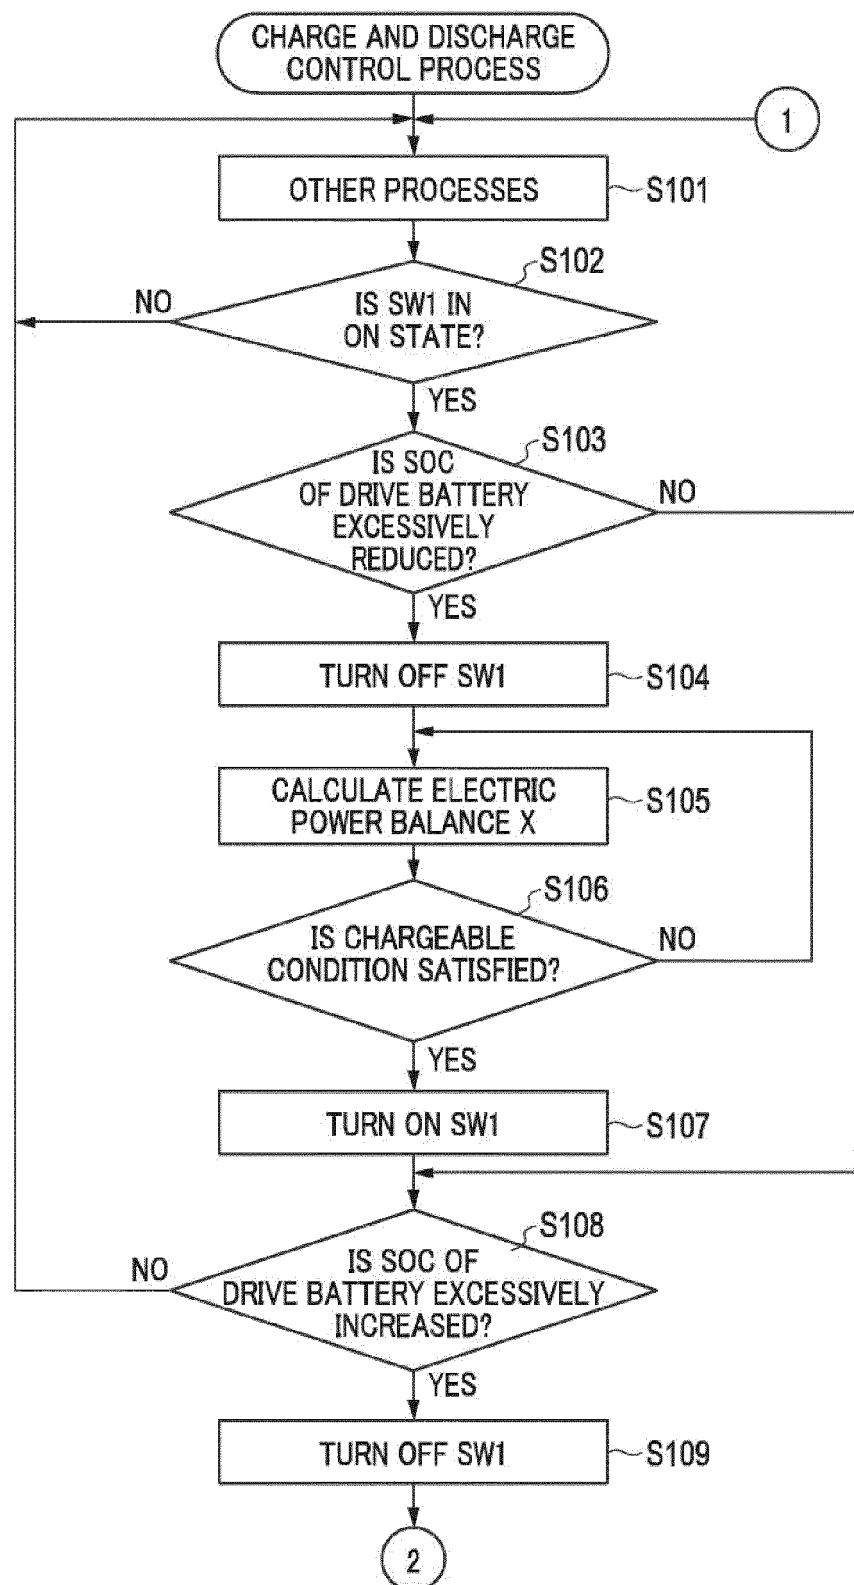 CHARGE AND DISCHARGE
CONTROL PROCESS
1
OTHER PROCESSES
S101
S102
NO
IS SW1 IN
ON STATE?
YES
S103
IS SOC
OF DRIVE BATTERY
EXCESSIVELY
REDUCED?
NO
YES
TURN OFF SW1
S104
CALCULATE ELECTRIC
POWER BALANCE X
S105
S106
IS CHARGEABLE
CONDITION SATISFIED?
NO
YES
TURN ON SW1
S107
S108
NO
IS SOC OF
DRIVE BATTERY EXCESSIVELY
INCREASED?
YES
TURN OFF SW1
S109
2